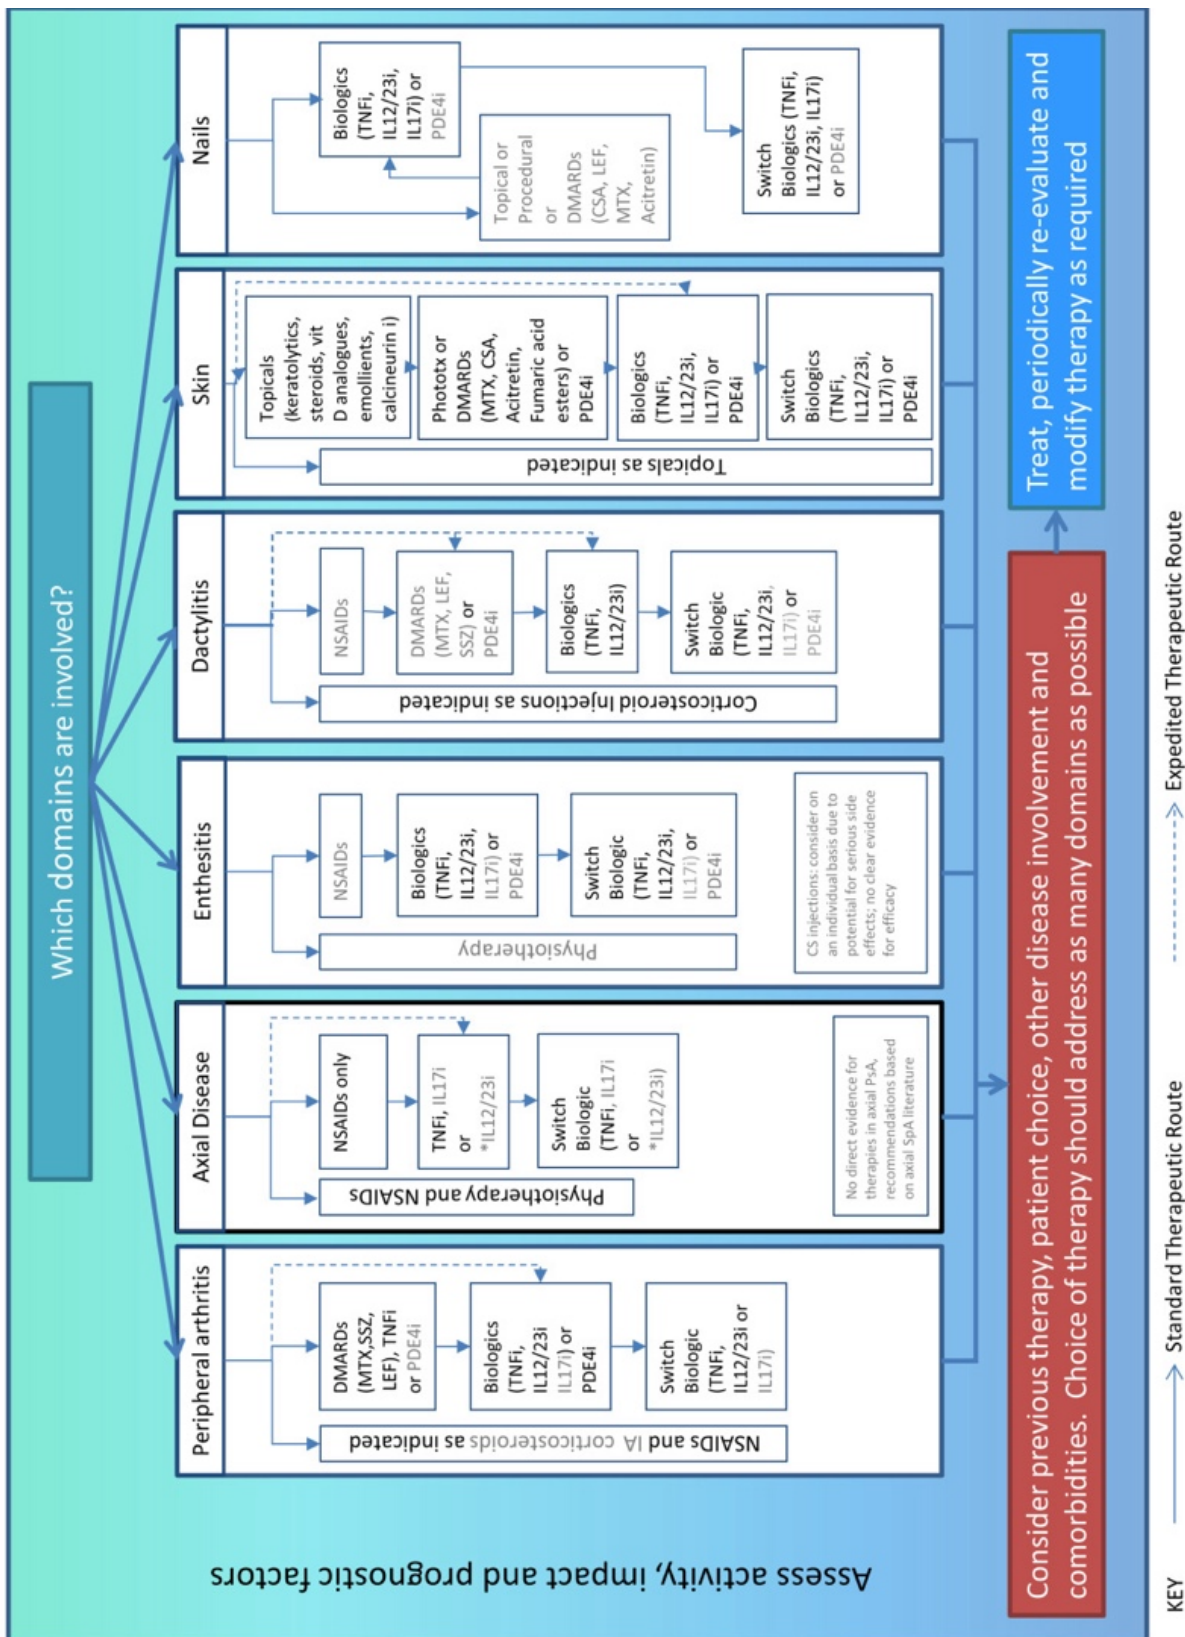 Which domains are involved?
Assess activity, impact and prognostic factors
Peripheral arthritis
NSAIDs and IA corticosteroids as indicated
DMARDs
(MTX,SSZ,
LEF), TNFi
or PDE4i
Biologics
(TNFi,
IL12/23i
IL17i) or
PDE4i
Switch
Biologic
(TNFi,
IL12/23i or
IL17i)
Axial Disease
Physiotherapy and NSAIDs
NSAIDs only
TNFi, IL17i
or
*IL12/23i
Switch
Biologic
(TNFi, IL17i
or
*IL12/23i)
No direct evidence for
therapies in axial PsA,
recommendations based
on axial SpA literature
Enthesitis
Physiotherapy
NSAIDs
Biologics
(TNFi,
IL12/23i,
IL17i) or
PDE4i
Switch
Biologic
(TNFi,
IL12/23i,
IL17i) or
PDE4i
CS injections: consider on
an individual basis due to
potential for serious side
effects; no clear evidence
for efficacy
Dactylitis
Corticosteroid Injections as indicated
NSAIDs
DMARDs
(MTX, LEF,
SSZ) or
PDE4i
Biologics
(TNFi,
IL12/23i)
Switch
Biologic
(TNFi,
IL12/23i,
IL17i) or
PDE4i
Skin
Topicals as indicated
Topicals
(keratolytics,
steroids, vit
D analogues,
emollients,
calcineurin i)
Phototx or
DMARDs
(MTX, CSA,
Acitretin,
Fumaric acid
esters) or
PDE4i
Biologics
(TNFi,
IL12/23i,
IL17i) or
PDE4i
Switch
Biologics
(TNFi,
IL12/23i,
IL17i) or
PDE4i
Nails
Topical or
Procedural
or
DMARDs
(CSA, LEF,
MTX,
Acitretin)
Biologics
(TNFi,
IL12/23i,
IL17i) or
PDE4i
Switch
Biologics (TNFi,
IL12/23i, IL17i)
or PDE4i
Consider previous therapy, patient choice, other disease involvement and
comorbidities. Choice of therapy should address as many domains as possible
Treat, periodically re-evaluate and
modify therapy as required
KEY
Standard Therapeutic Route
Expedited Therapeutic Route